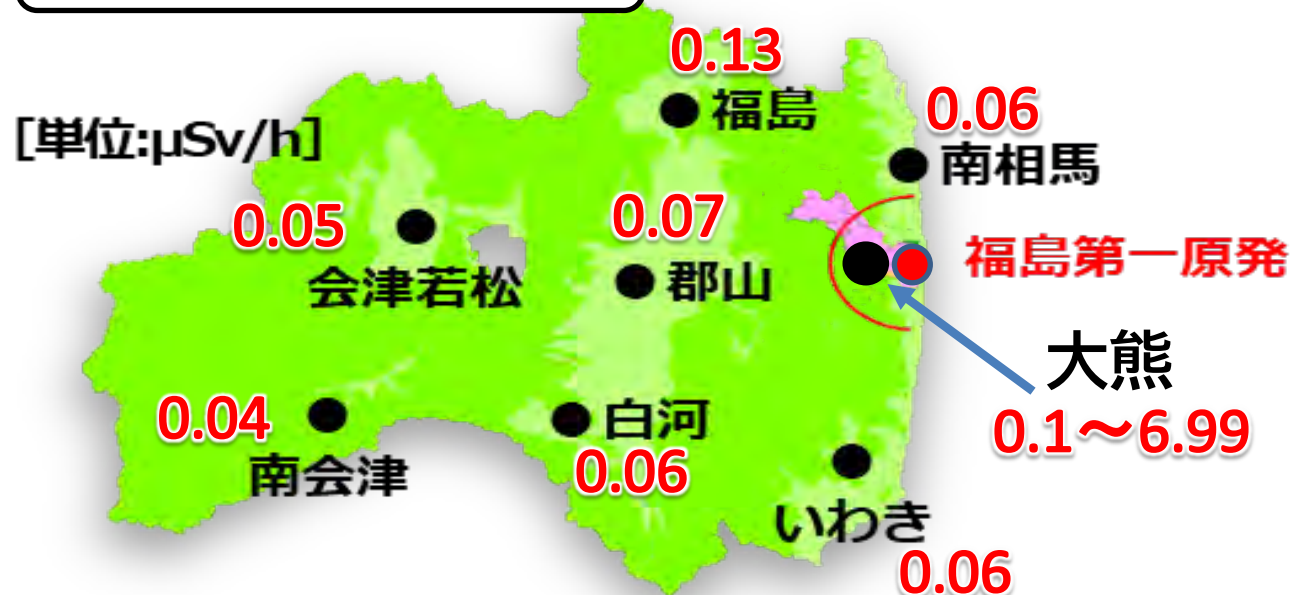 0.13
福島
[単位:μSv/h]
0.06
南相馬
0.05
会津若松
0.07
郡山
福島第一原発
大熊
0.1～6.99
0.04
南会津
白河
0.06
いわき
0.06